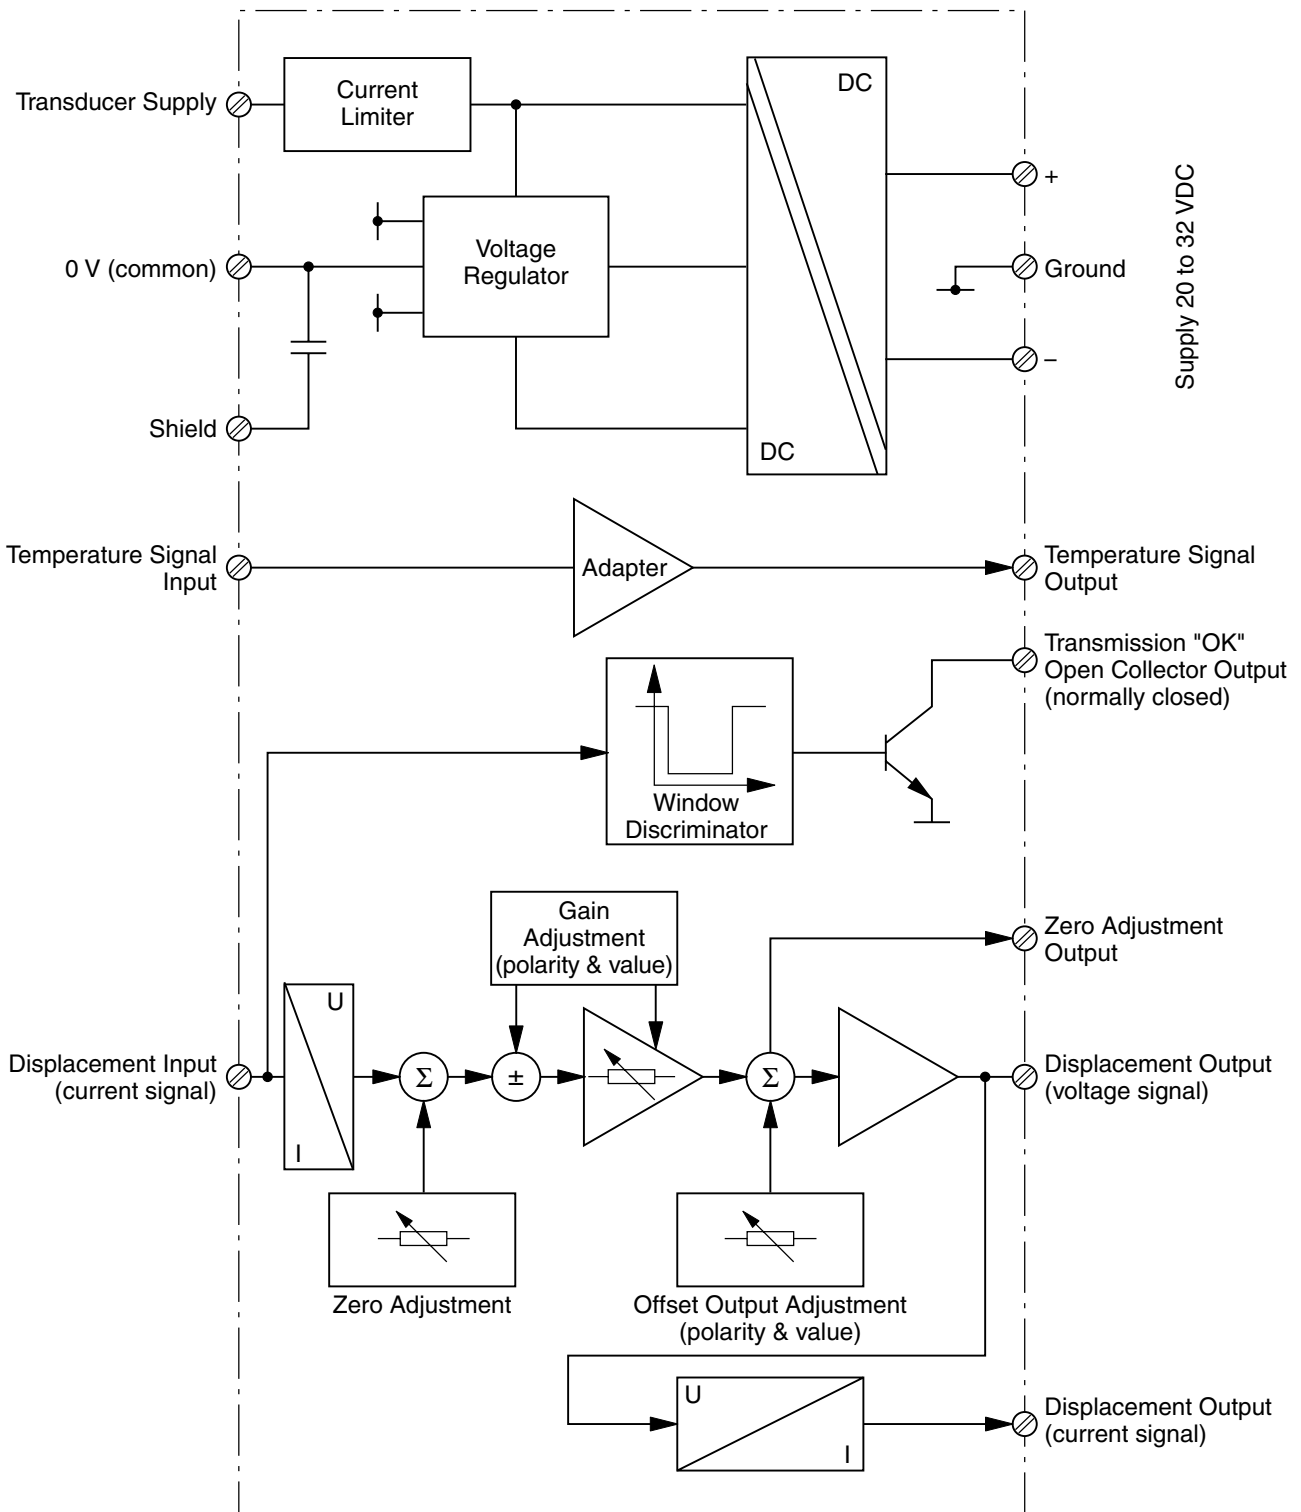 Current
Limiter
DC
Transducer Supply
+
Voltage
Regulator
0 V (common)
Ground
Supply 20 to 32 VDC
–
Shield
DC
Temperature Signal
Input
Adapter
Temperature Signal
Output
Transmission "OK"
Open Collector Output
(normally closed)
Window
Discriminator
Gain
Adjustment
(polarity & value)
Zero Adjustment
Output
U
I
Displacement Input
(current signal)
Σ
±
Σ
Displacement Output
(voltage signal)
Zero Adjustment
Offset Output Adjustment
(polarity & value)
U
I
Displacement Output
(current signal)